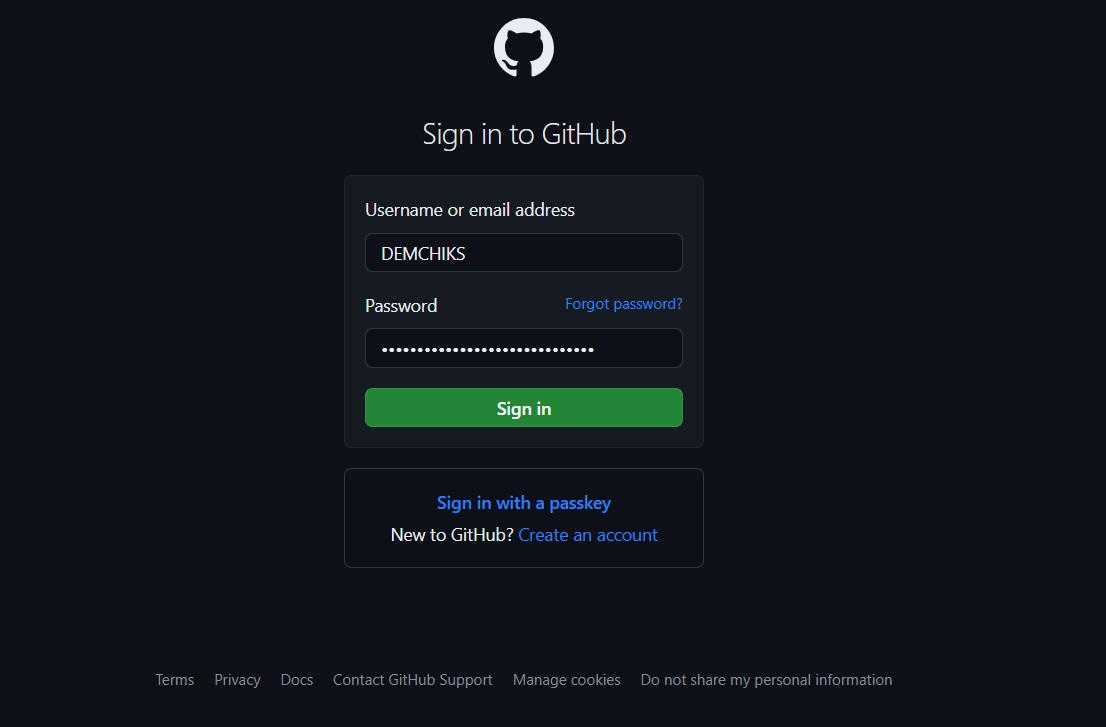 Sign in to GitHub
Username or email address
DEMCHIKS
Password Forgot password?
••••••••••••••••••••••••••••••
Sign in
Sign in with a passkey
New to GitHub? Create an account
Terms Privacy Docs Contact GitHub Support Manage cookies Do not share my personal information